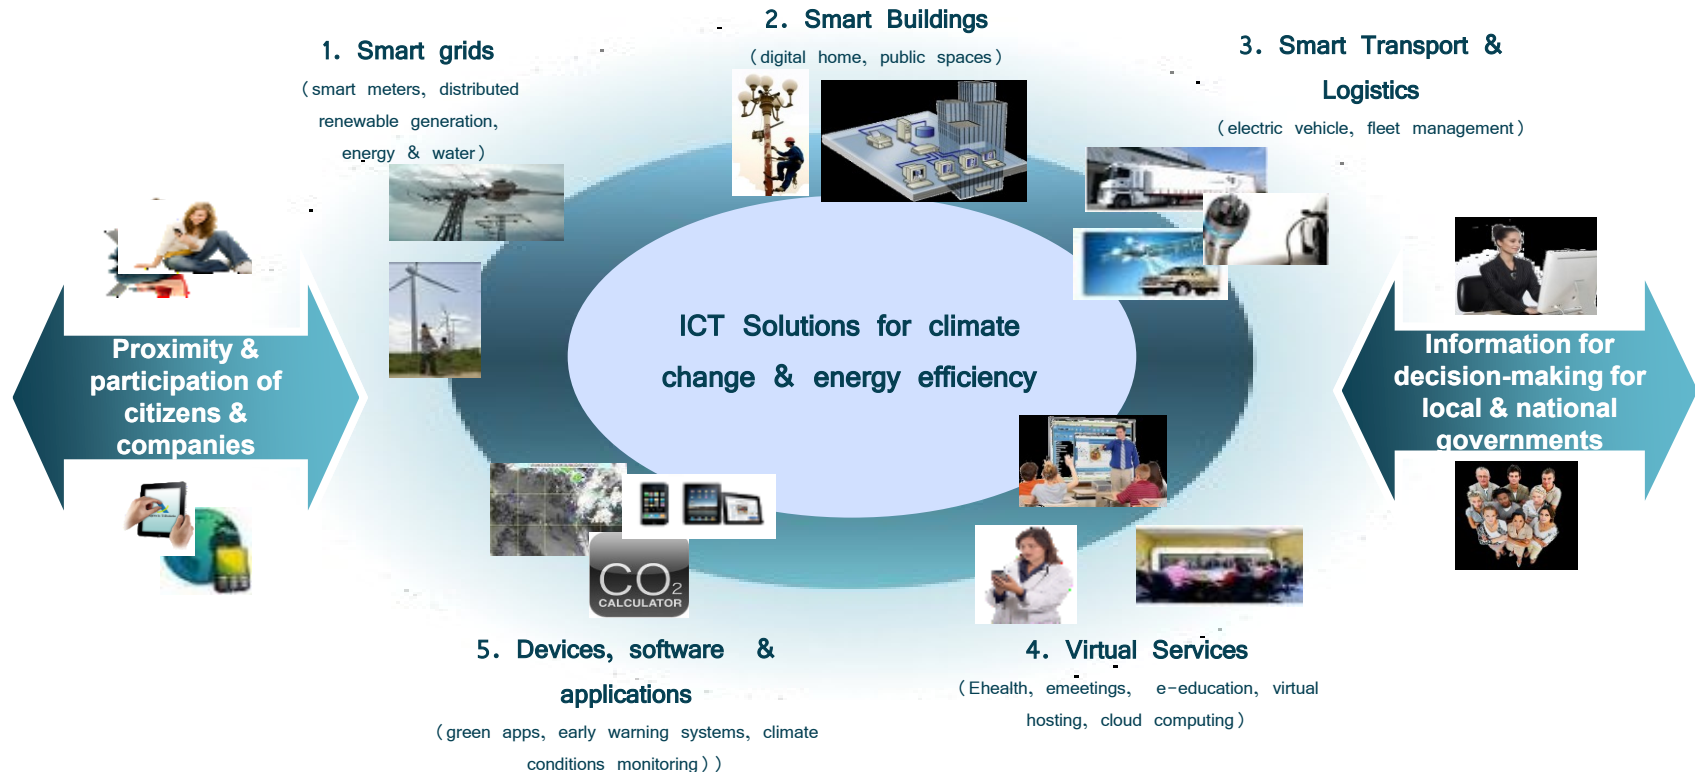 1. Smart grids
(smart meters, distributed
renewable generation,
energy & water)
2. Smart Buildings
(digital home, public spaces)
3. Smart Transport &
Logistics
(electric vehicle, fleet management)
Proximity &
participation of
citizens &
companies
ICT Solutions for climate
change & energy efficiency
Information for
decision-making for
local & national
governments
CO2
CALCULATOR
5. Devices, software &
applications
(green apps, early warning systems, climate
conditions monitoring))
4. Virtual Services
(Ehealth, emeetings, e-education, virtual
hosting, cloud computing)